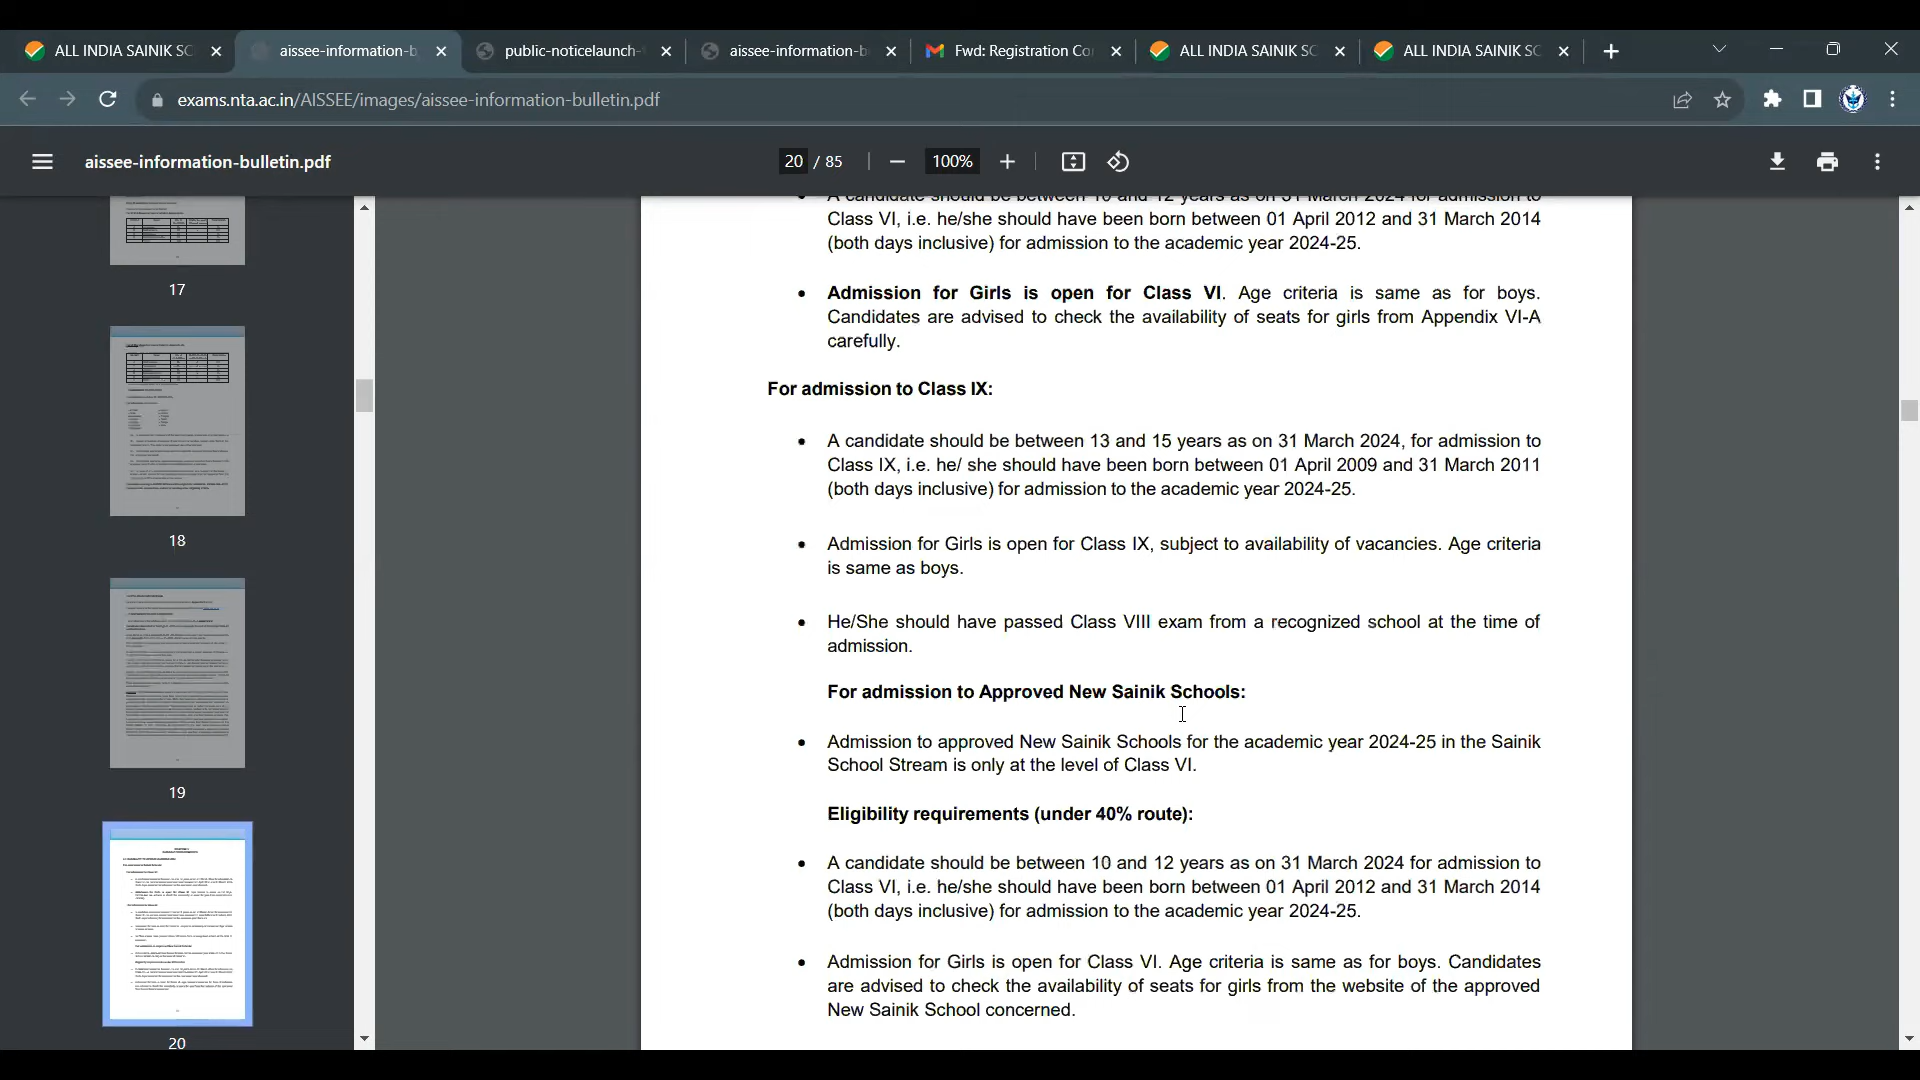 ALL INDIA SAINIK SC
aissee-information-b
public-noticelaunch-
aissee-information-b
Fwd: Registration Co
ALL INDIA SAINIK SC
ALL INDIA SAINIK SC
exams.nta.ac.in/AISSEE/images/aissee-information-bulletin.pdf
aissee-information-bulletin.pdf
20 / 85
100%
17
18
19
20
A candidate should be between 10 and 12 years as on 31 March 2024 for admission to
Class VI, i.e. he/she should have been born between 01 April 2012 and 31 March 2014
(both days inclusive) for admission to the academic year 2024-25.
• Admission for Girls is open for Class VI. Age criteria is same as for boys.
Candidates are advised to check the availability of seats for girls from Appendix VI-A
carefully.
For admission to Class IX:
• A candidate should be between 13 and 15 years as on 31 March 2024, for admission to
Class IX, i.e. he/ she should have been born between 01 April 2009 and 31 March 2011
(both days inclusive) for admission to the academic year 2024-25.
• Admission for Girls is open for Class IX, subject to availability of vacancies. Age criteria
is same as boys.
• He/She should have passed Class VIII exam from a recognized school at the time of
admission.
For admission to Approved New Sainik Schools:
• Admission to approved New Sainik Schools for the academic year 2024-25 in the Sainik
School Stream is only at the level of Class VI.
Eligibility requirements (under 40% route):
• A candidate should be between 10 and 12 years as on 31 March 2024 for admission to
Class VI, i.e. he/she should have been born between 01 April 2012 and 31 March 2014
(both days inclusive) for admission to the academic year 2024-25.
• Admission for Girls is open for Class VI. Age criteria is same as for boys. Candidates
are advised to check the availability of seats for girls from the website of the approved
New Sainik School concerned.